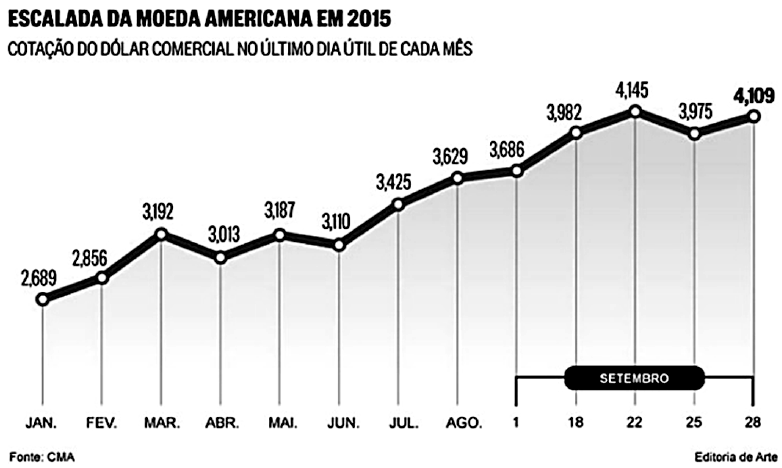 ESCALADA DA MOEDA AMERICANA EM 2015
COTAÇÃO DO DÓLAR COMERCIAL NO ÚLTIMO DIA ÚTIL DE CADA MÊS
2,689
2,856
3,192
3,013
3,187
3,110
3,425
3,629
3,686
3,982
4,145
3,975
4,109
SETEMBRO
JAN. FEV. MAR. ABR. MAI. JUN. JUL. AGO. 1 18 22 25 28
Fonte: CMA Editoria de Arte